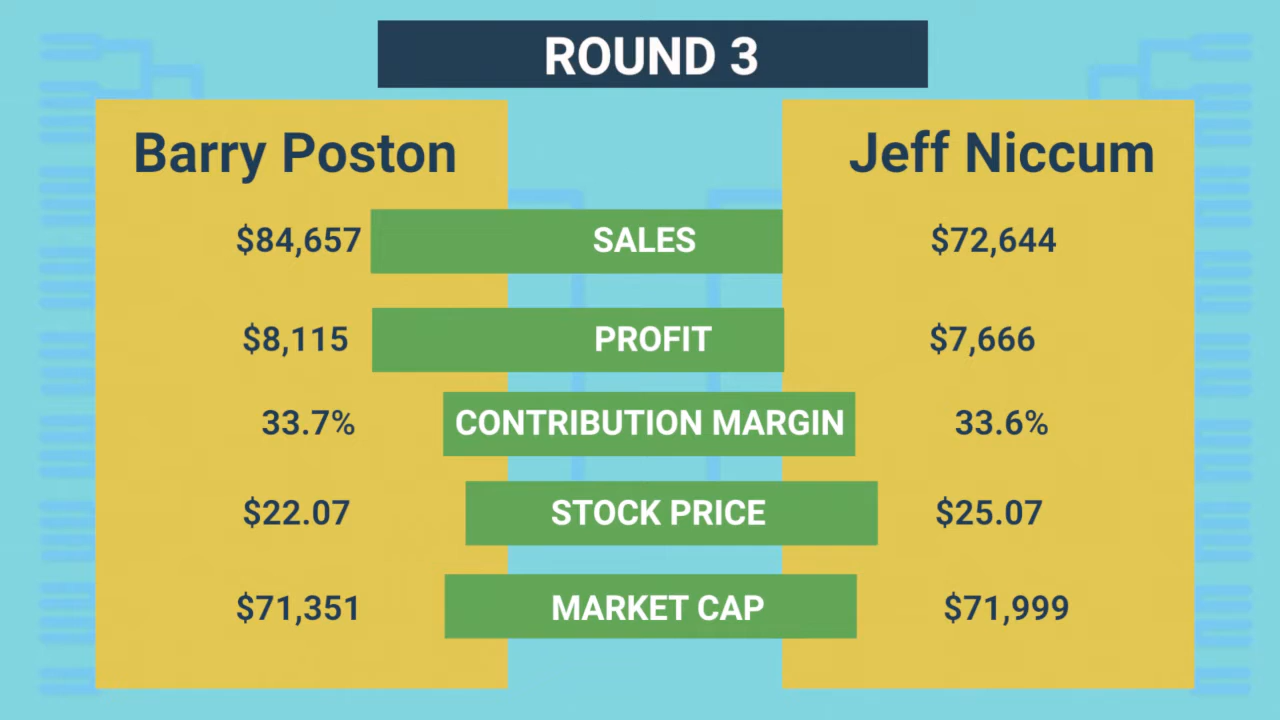 ROUND 3
Barry Poston
Jeff Niccum
$84,657 SALES $72,644
$8,115 PROFIT $7,666
33.7% CONTRIBUTION MARGIN 33.6%
$22.07 STOCK PRICE $25.07
$71,351 MARKET CAP $71,999